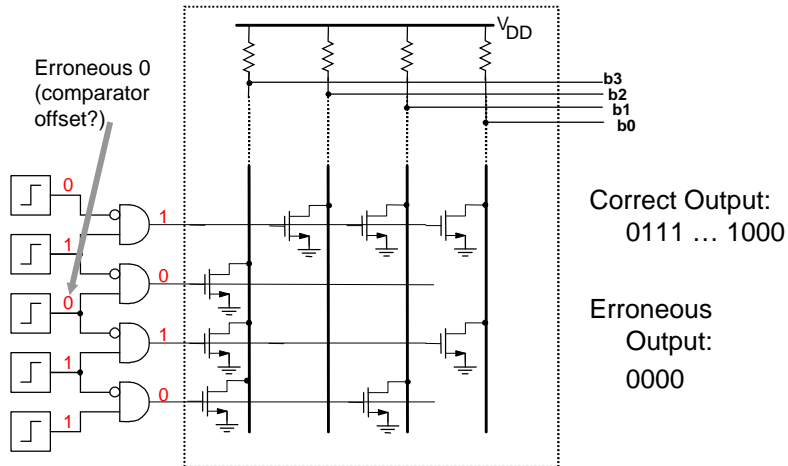 VDD
Erroneous 0
(comparator
offset?)
b3
b2
b1
b0
0
1
1
0
0
1
1
0
1
Correct Output:
0111 … 1000
Erroneous
Output:
0000